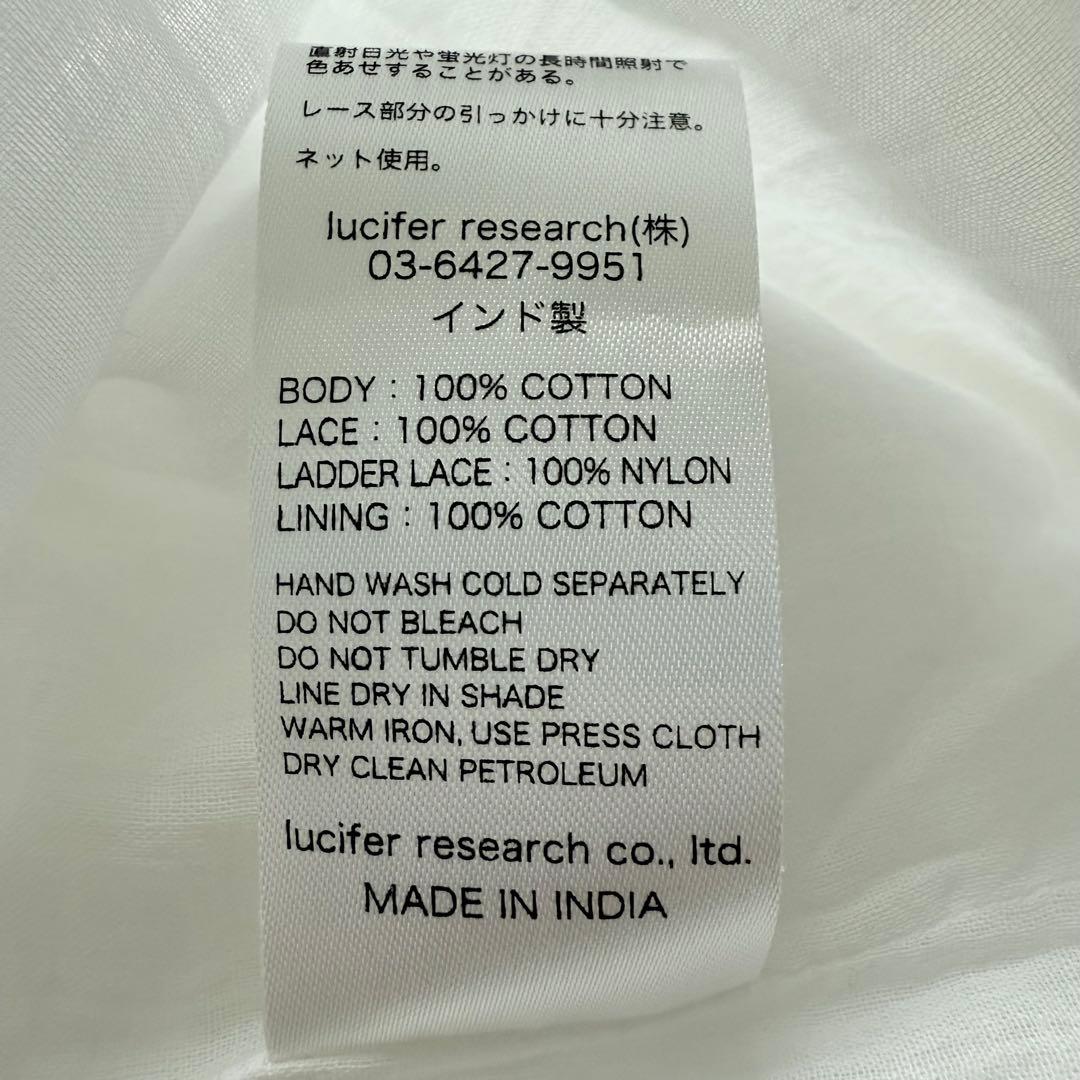 直射日光や蛍光灯の長時間照射で
色あせすることがある。
レース部分の引っかけに十分注意。
ネット使用。
lucifer research(株)
03-6427-9951
インド製
BODY : 100% COTTON
LACE : 100% COTTON
LADDER LACE : 100% NYLON
LINING : 100% COTTON
HAND WASH COLD SEPARATELY
DO NOT BLEACH
DO NOT TUMBLE DRY
LINE DRY IN SHADE
WARM IRON, USE PRESS CLOTH
DRY CLEAN PETROLEUM
lucifer research co., ltd.
MADE IN INDIA